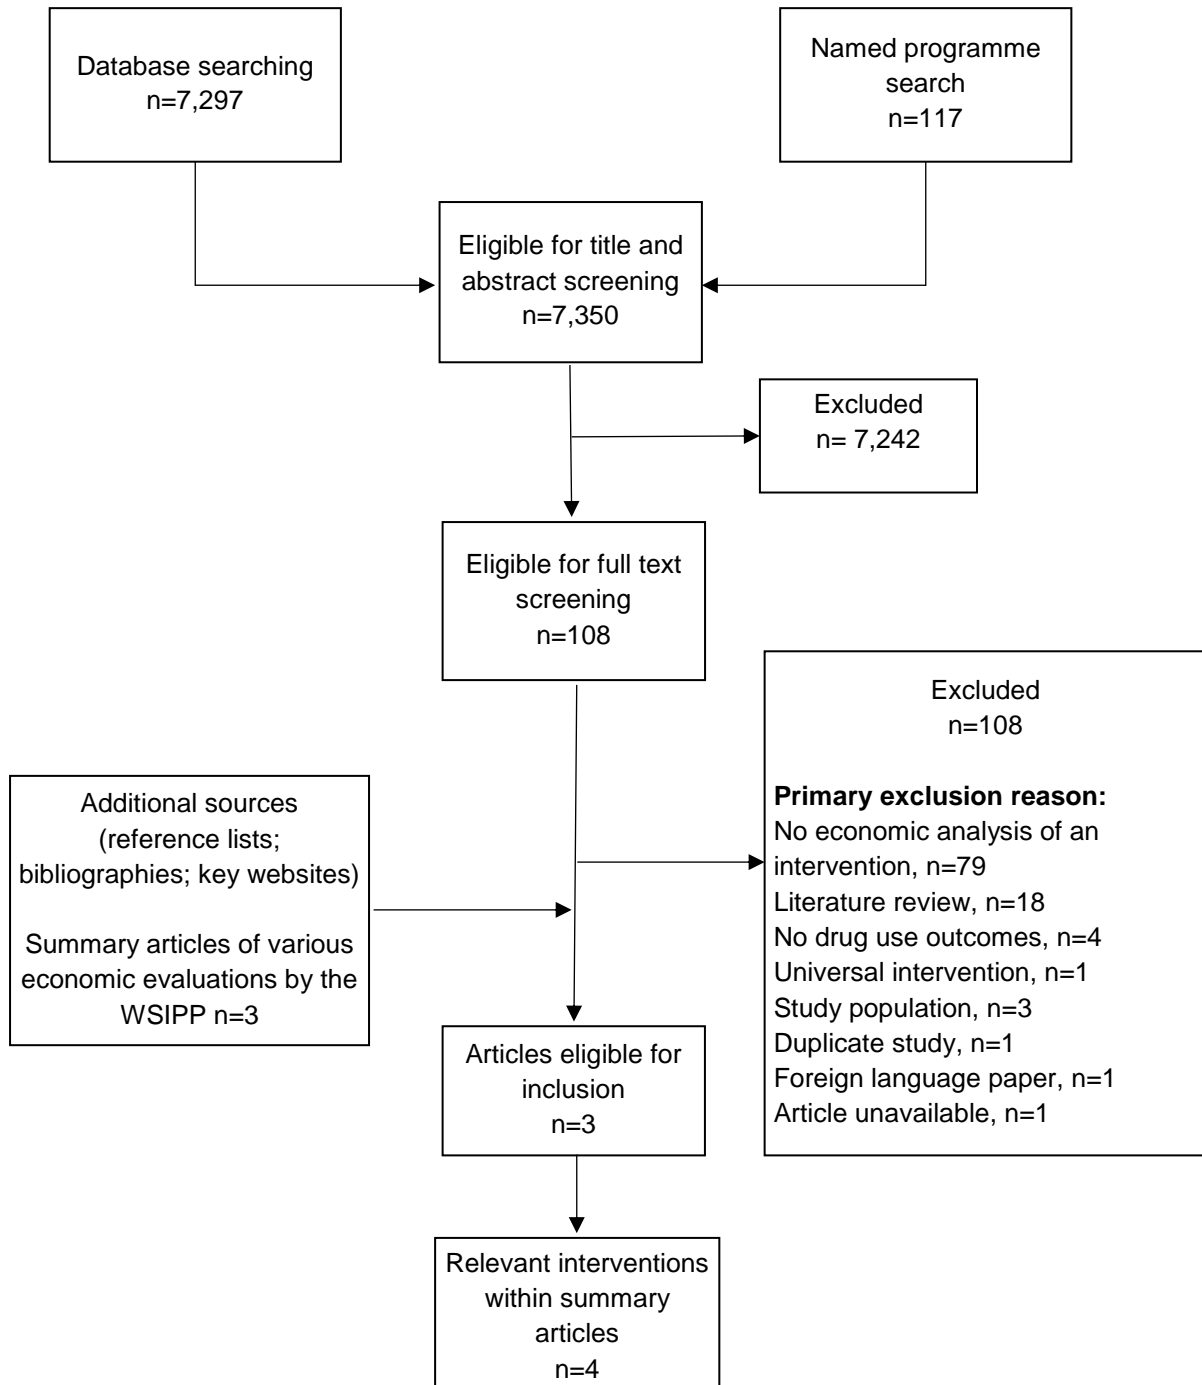 Database searching
n=7,297
Named programme
search
n=117
Eligible for title and
abstract screening
n=7,350
Excluded
n= 7,242
Eligible for full text
screening
n=108
Excluded
n=108
Primary exclusion reason:
No economic analysis of an
intervention, n=79
Literature review, n=18
No drug use outcomes, n=4
Universal intervention, n=1
Study population, n=3
Duplicate study, n=1
Foreign language paper, n=1
Article unavailable, n=1
Additional sources
(reference lists;
bibliographies; key websites)
Summary articles of various
economic evaluations by the
WSIPP n=3
Articles eligible for
inclusion
n=3
Relevant interventions
within summary
articles
n=4